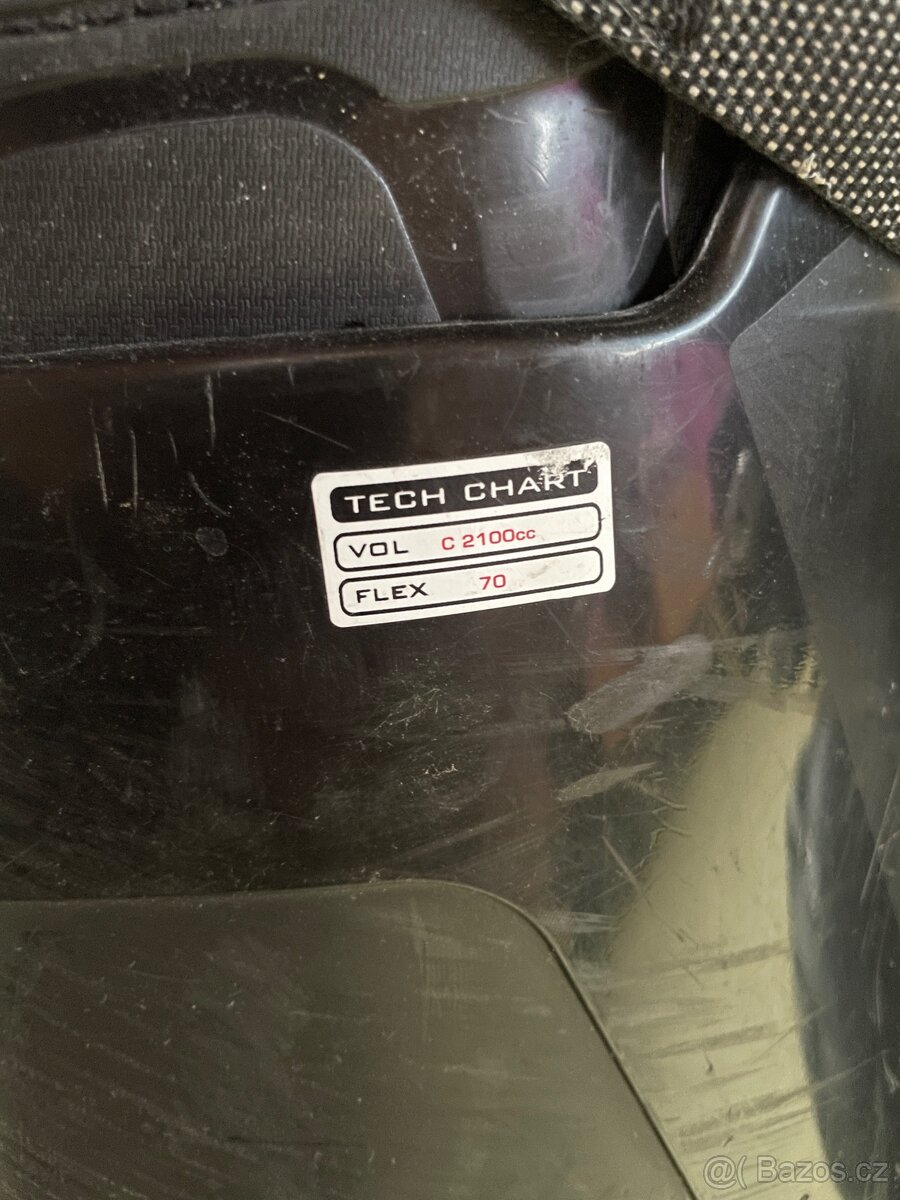 TECH CHART
VOL C 2100cc
FLEX 70
@( Bazos.cz